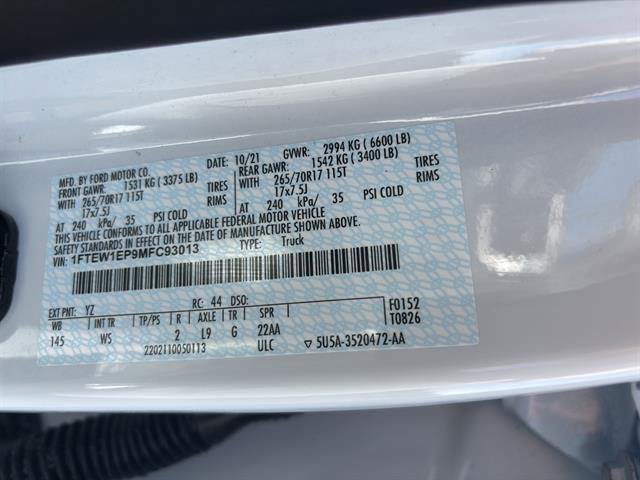 MFD. BY FORD MOTOR CO. DATE: 10/21 GVWR: 2994 KG ( 6600 LB)
FRONT GAWR: 1531 KG ( 3375 LB) REAR GAWR: 1542 KG ( 3400 LB)
WITH 265/70R17 115T TIRES WITH 265/70R17 115T TIRES
17x7.5J RIMS 17x7.5J RIMS
AT 240 kPa/ 35 PSI COLD AT 240 kPa/ 35 PSI COLD
THIS VEHICLE CONFORMS TO ALL APPLICABLE FEDERAL MOTOR VEHICLE
SAFETY STANDARDS IN EFFECT ON THE DATE OF MANUFACTURE SHOWN ABOVE.
VIN: 1FTEW1EP9MFC93013
TYPE: Truck
EXT PNT: YZ RC: 44 DSO: F0152
WB INT TR TP/PS R AXLE TR SPR T0826
145 WS 2 L9 G 22AA
2202110050113 ULC ▽ 5U5A-3520472-AA